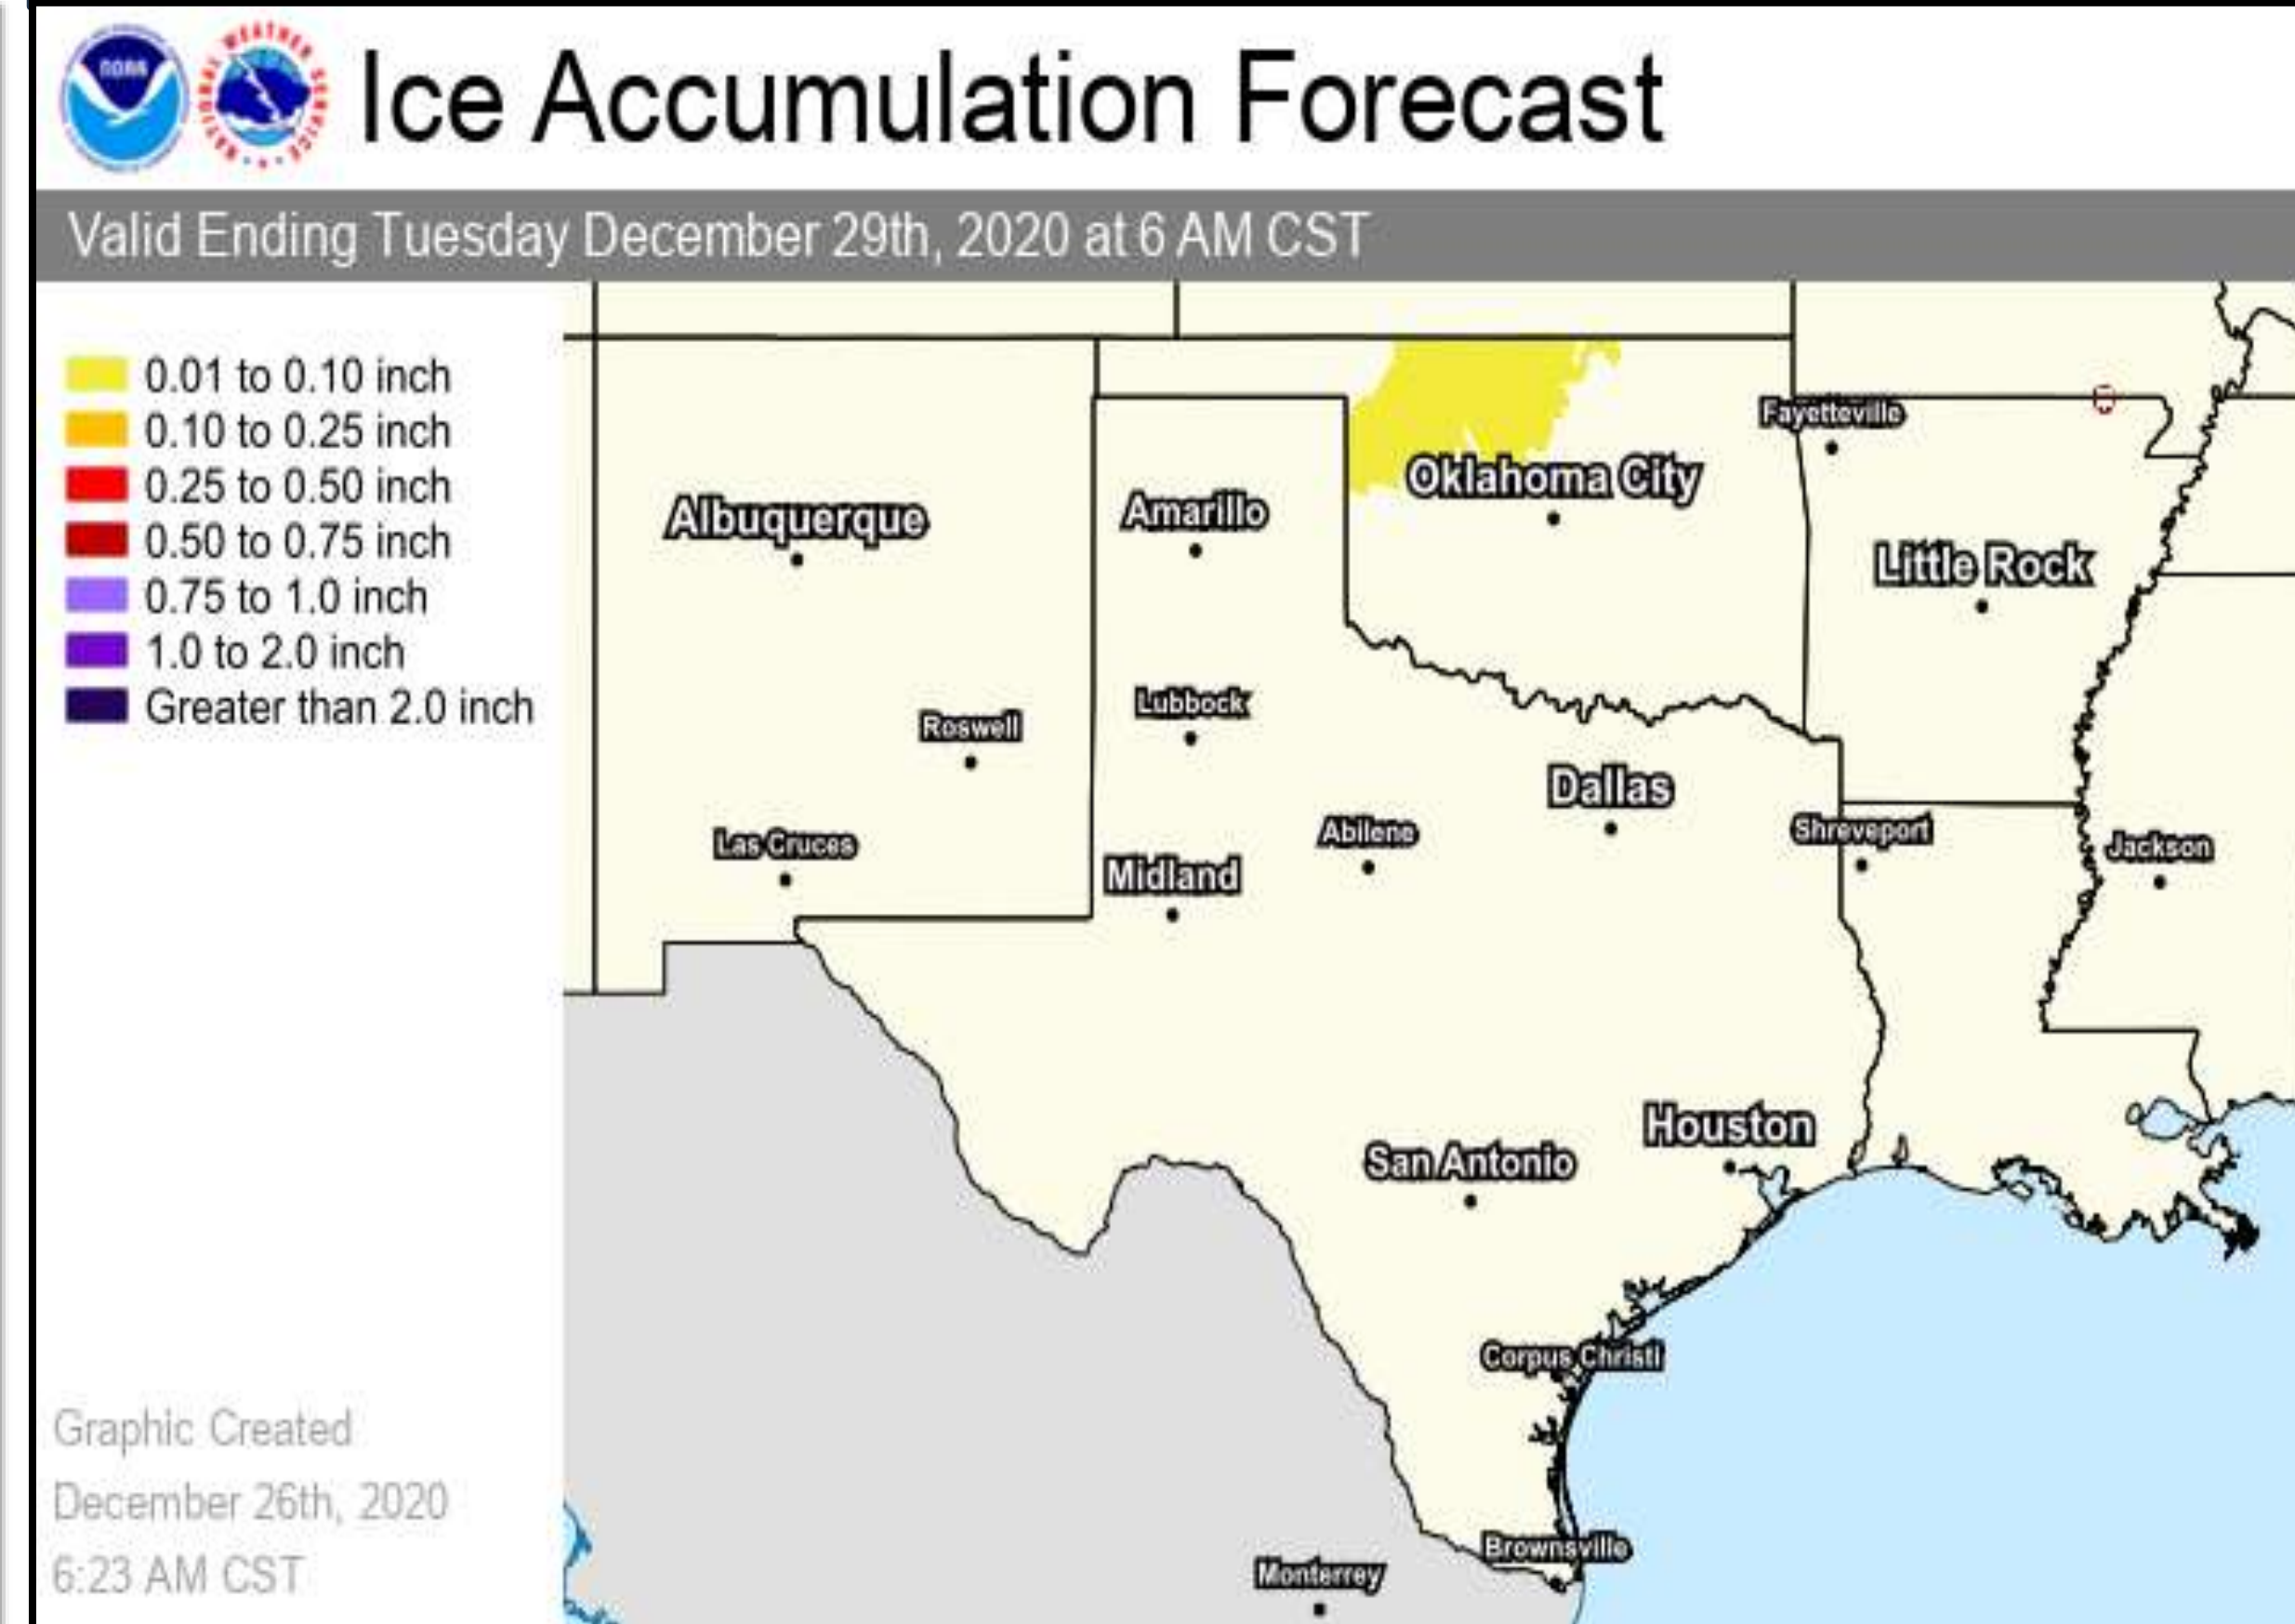 NOAA
NATIONAL WEATHER SERVICE
Ice Accumulation Forecast
Valid Ending Tuesday December 29th, 2020 at 6 AM CST
0.01 to 0.10 inch
0.10 to 0.25 inch
0.25 to 0.50 inch
0.50 to 0.75 inch
0.75 to 1.0 inch
1.0 to 2.0 inch
Greater than 2.0 inch
Fayetteville
Oklahoma City
Albuquerque
Amarillo
Little Rock
Lubbock
Roswell
Dallas
Abilene
Shreveport
Las Cruces
Jackson
Midland
Houston
San Antonio
Corpus Christi
Brownsville
Monterrey
Graphic Created
December 26th, 2020
6:23 AM CST